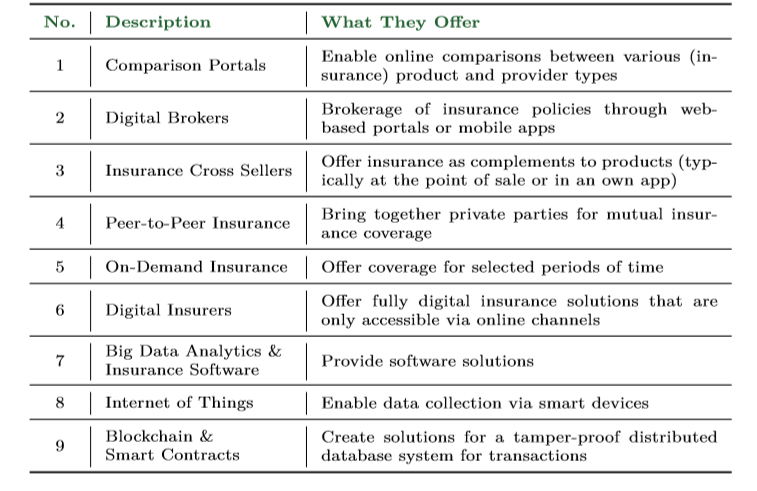 No. Description What They Offer
1 Comparison Portals Enable online comparisons between various (in-
surance) product and provider types
2 Digital Brokers Brokerage of insurance policies through web-
based portals or mobile apps
3 Insurance Cross Sellers Offer insurance as complements to products (typ-
ically at the point of sale or in an own app)
4 Peer-to-Peer Insurance Bring together private parties for mutual insur-
ance coverage
5 On-Demand Insurance Offer coverage for selected periods of time
6 Digital Insurers Offer fully digital insurance solutions that are
only accessible via online channels
7 Big Data Analytics &
Insurance Software Provide software solutions
8 Internet of Things Enable data collection via smart devices
9 Blockchain &
Smart Contracts Create solutions for a tamper-proof distributed
database system for transactions